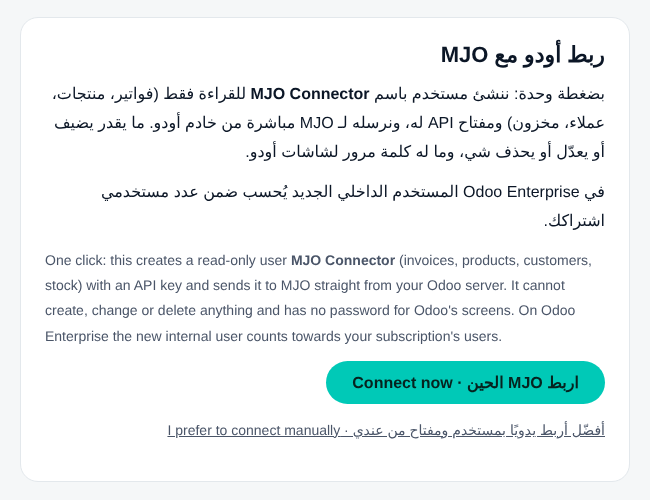 ربط أودو مع MJO
بضغطة وحدة: ننشئ مستخدم باسم MJO Connector للقراءة فقط (فواتير، منتجات،
عملاء، مخزون) ومفتاح API له، ونرسله لـ MJO مباشرة من خادم أودو. ما يقدر يضيف
أو يعدّل أو يحذف شي، وما له كلمة مرور لشاشات أودو.
في Odoo Enterprise المستخدم الداخلي الجديد يُحسب ضمن عدد مستخدمي
اشتراكك.
One click: this creates a read-only user MJO Connector (invoices, products, customers,
stock) with an API key and sends it to MJO straight from your Odoo server. It cannot
create, change or delete anything and has no password for Odoo's screens. On Odoo
Enterprise the new internal user counts towards your subscription's users.
اربط MJO الحين · Connect now
أفضّل أربط يدويًا بمستخدم ومفتاح من عندي · I prefer to connect manually